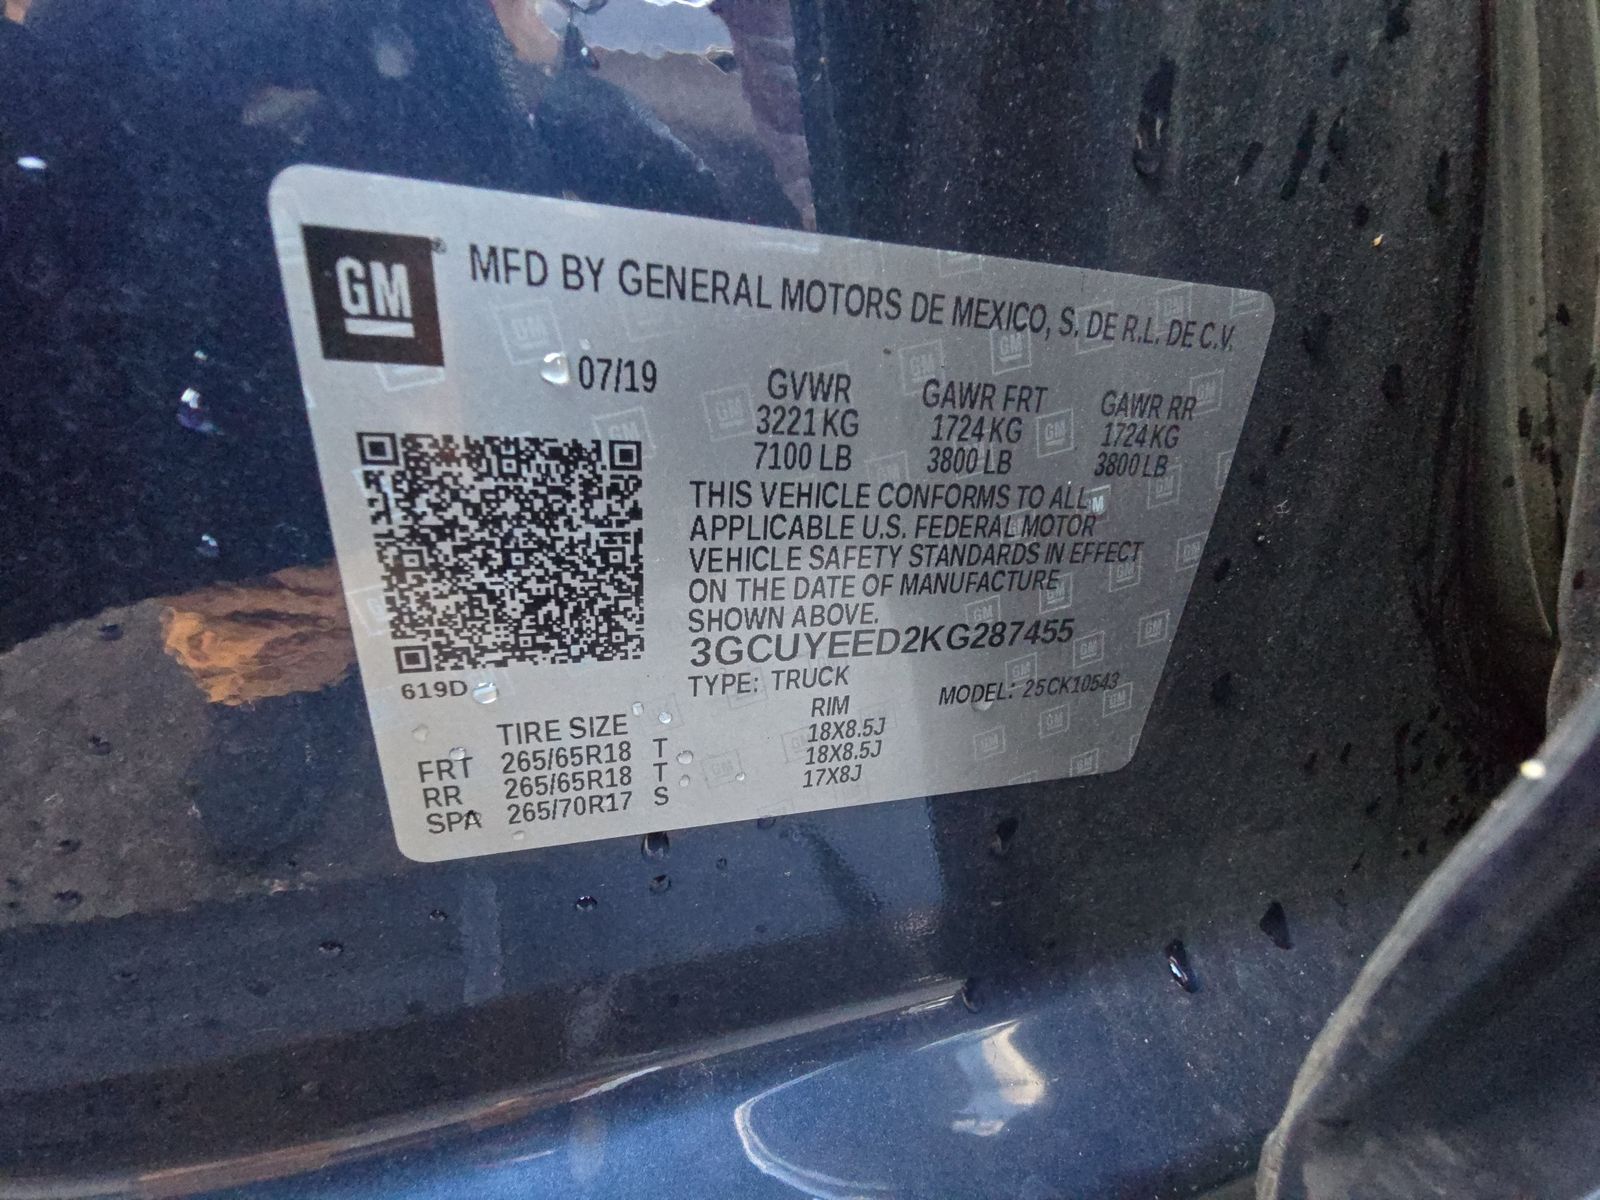 GM
MFD BY GENERAL MOTORS DE MEXICO, S. DE R.L. DE C.V.
07/19
GVWR GAWR FRT GAWR RR
3221 KG 1724 KG 1724 KG
7100 LB 3800 LB 3800 LB
THIS VEHICLE CONFORMS TO ALL
APPLICABLE U.S. FEDERAL MOTOR
VEHICLE SAFETY STANDARDS IN EFFECT
ON THE DATE OF MANUFACTURE
SHOWN ABOVE.
3GCUYEED2KG287455
TYPE: TRUCK MODEL: 25CK10543
619D
TIRE SIZE RIM
FRT 265/65R18 T 18X8.5J
RR 265/65R18 T 18X8.5J
SPA 265/70R17 S 17X8J